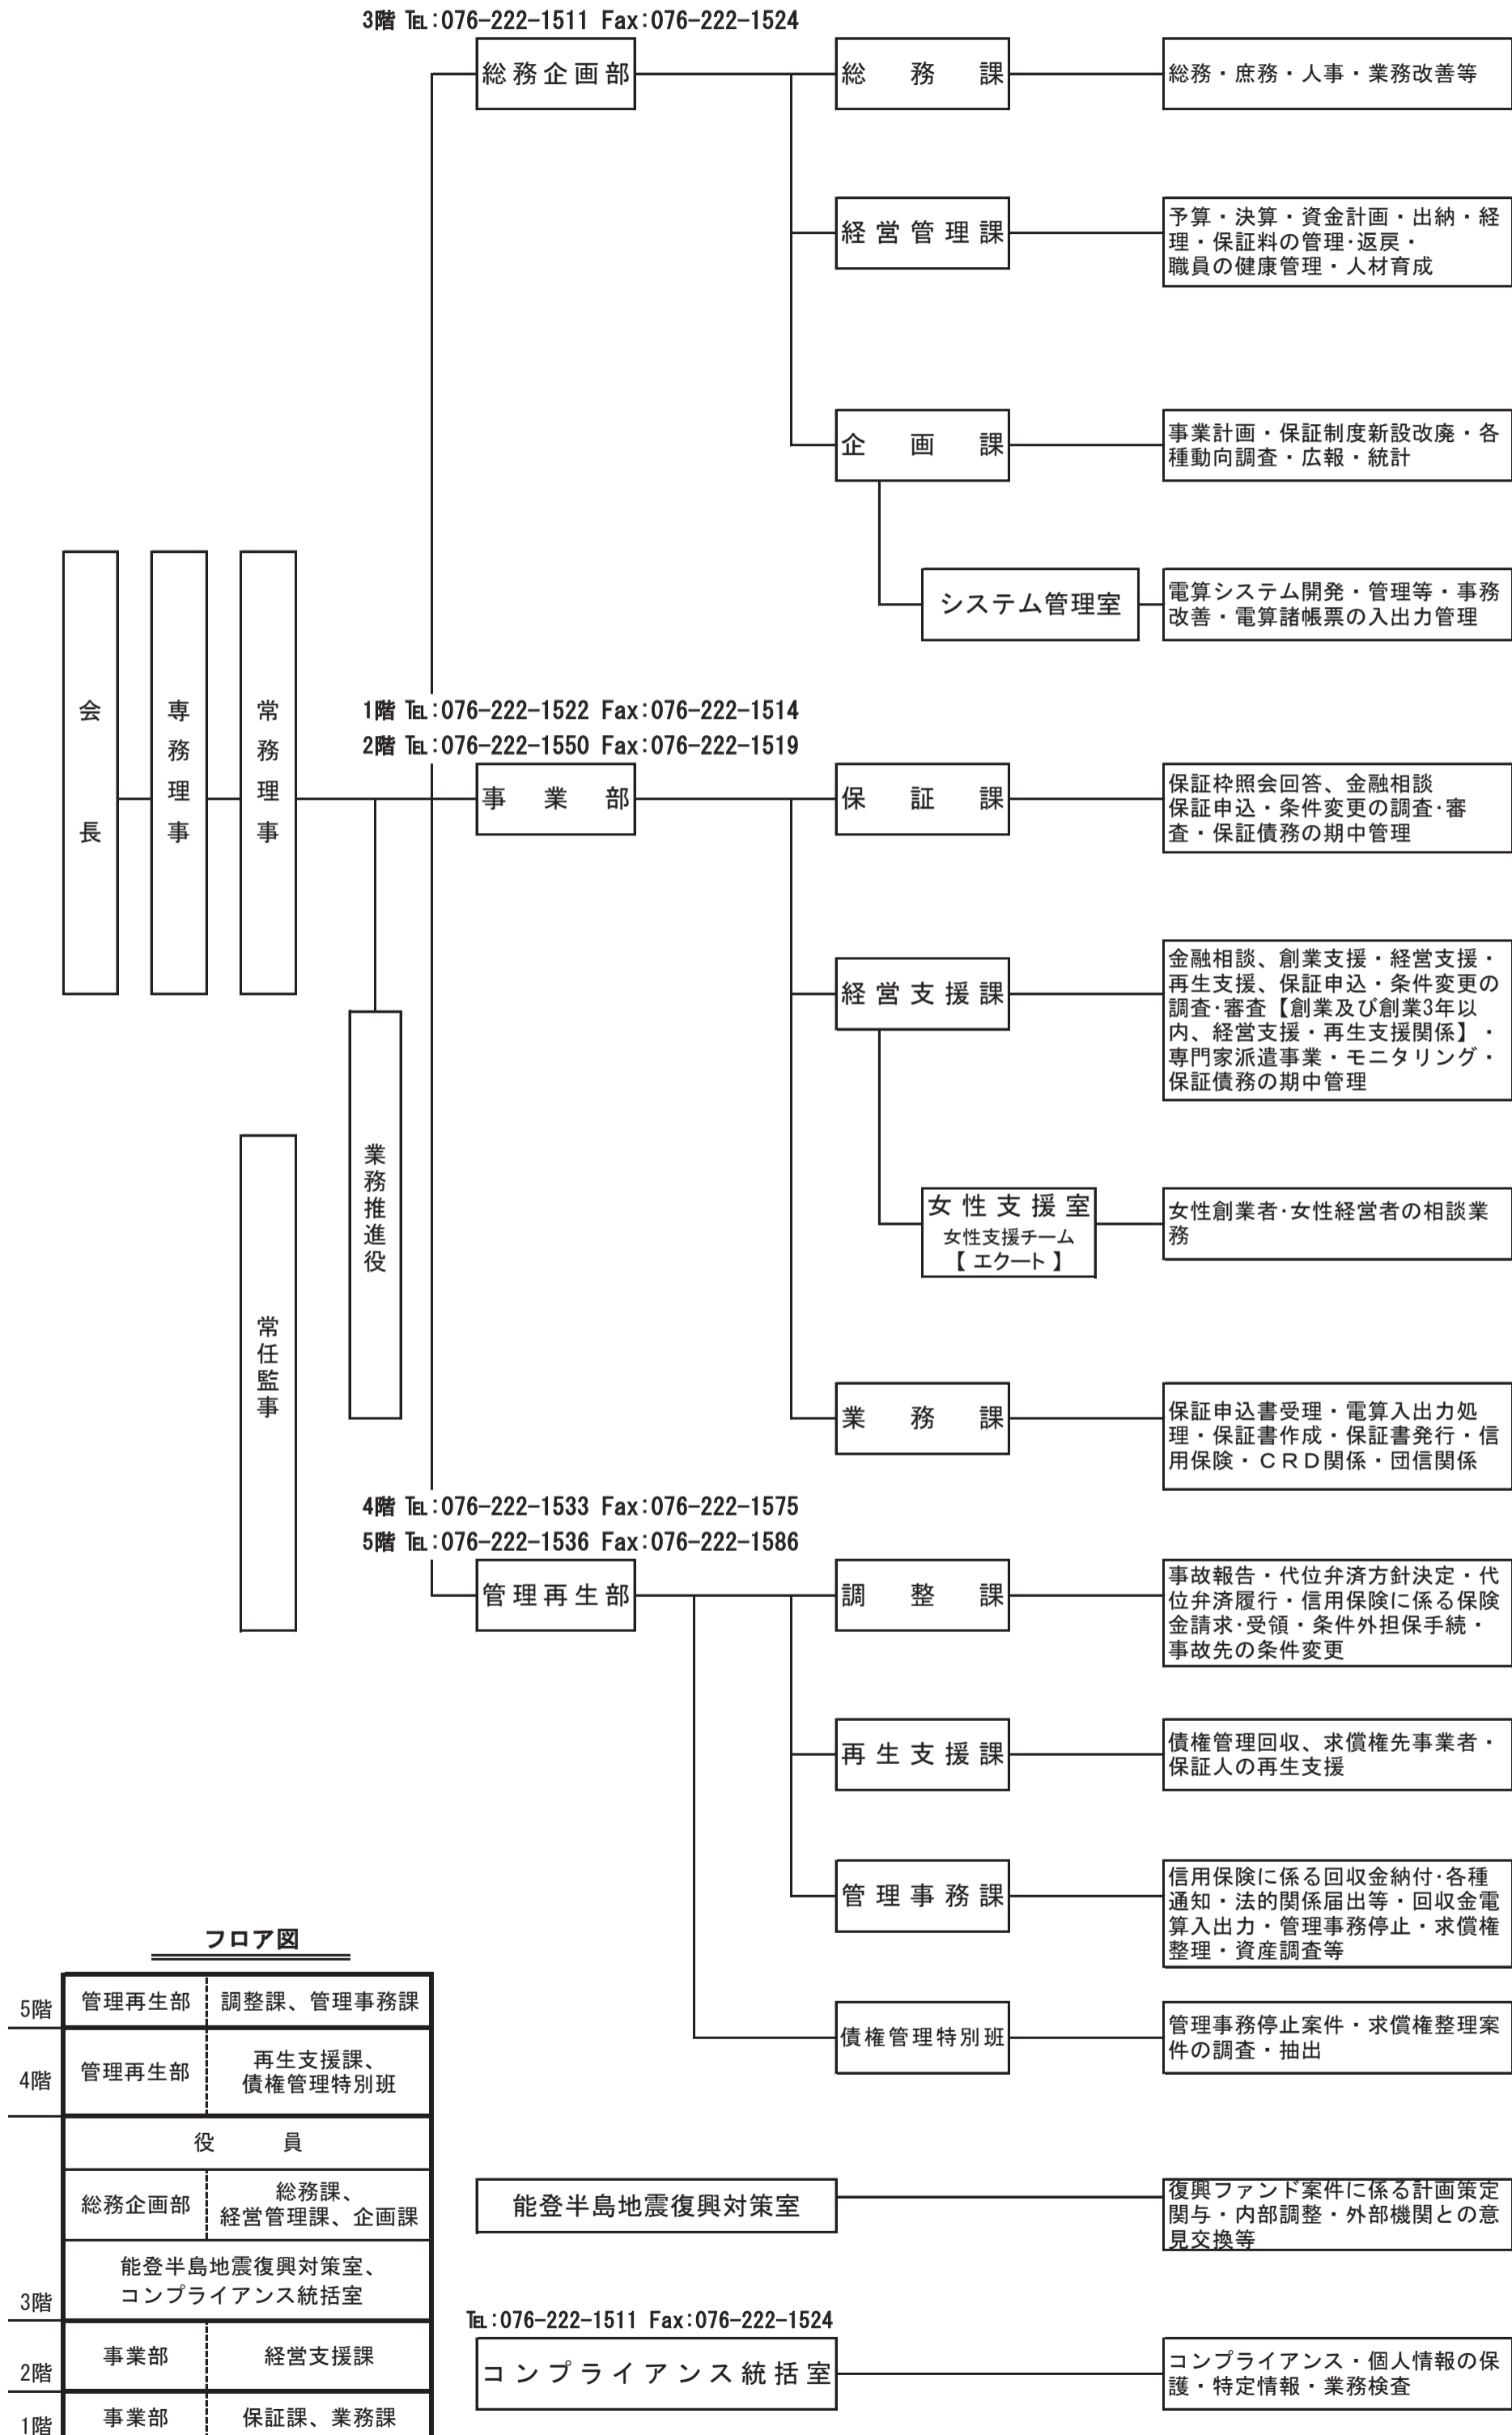 3階 ℡:076-222-1511 Fax:076-222-1524
総務企画部
総務課
総務・庶務・人事・業務改善等
経営管理課
予算・決算・資金計画・出納・経
理・保証料の管理･返戻・
職員の健康管理・人材育成
企画課
事業計画・保証制度新設改廃・各
種動向調査・広報・統計
システム管理室
電算システム開発・管理等・事務
改善・電算諸帳票の入出力管理
会長
専務理事
常務理事
1階 ℡:076-222-1522 Fax:076-222-1514
2階 ℡:076-222-1550 Fax:076-222-1519
事業部
保証課
保証枠照会回答、金融相談
保証申込・条件変更の調査･審
査・保証債務の期中管理
経営支援課
金融相談、創業支援・経営支援・
再生支援、保証申込・条件変更の
調査･審査【創業及び創業3年以
内、経営支援・再生支援関係】・
専門家派遣事業・モニタリング・
保証債務の期中管理
業務推進役
常任監事
女性支援室
女性支援チーム
【 エクート 】
女性創業者･女性経営者の相談業
務
業務課
保証申込書受理・電算入出力処
理・保証書作成・保証書発行・信
用保険・ＣＲＤ関係・団信関係
4階 ℡:076-222-1533 Fax:076-222-1575
5階 ℡:076-222-1536 Fax:076-222-1586
管理再生部
調整課
事故報告・代位弁済方針決定・代
位弁済履行・信用保険に係る保険
金請求･受領・条件外担保手続・
事故先の条件変更
再生支援課
債権管理回収、求償権先事業者・
保証人の再生支援
管理事務課
信用保険に係る回収金納付･各種
通知・法的関係届出等・回収金電
算入出力・管理事務停止・求償権
整理・資産調査等
債権管理特別班
管理事務停止案件・求償権整理案
件の調査・抽出
能登半島地震復興対策室
復興ファンド案件に係る計画策定
関与・内部調整・外部機関との意
見交換等
℡:076-222-1511 Fax:076-222-1524
コンプライアンス統括室
コンプライアンス・個人情報の保
護・特定情報・業務検査
フロア図
5階 管理再生部 調整課、管理事務課
4階 管理再生部 再生支援課、
債権管理特別班
役員
総務企画部 総務課、
経営管理課、企画課
能登半島地震復興対策室、
コンプライアンス統括室
3階
2階 事業部 経営支援課
1階 事業部 保証課、業務課